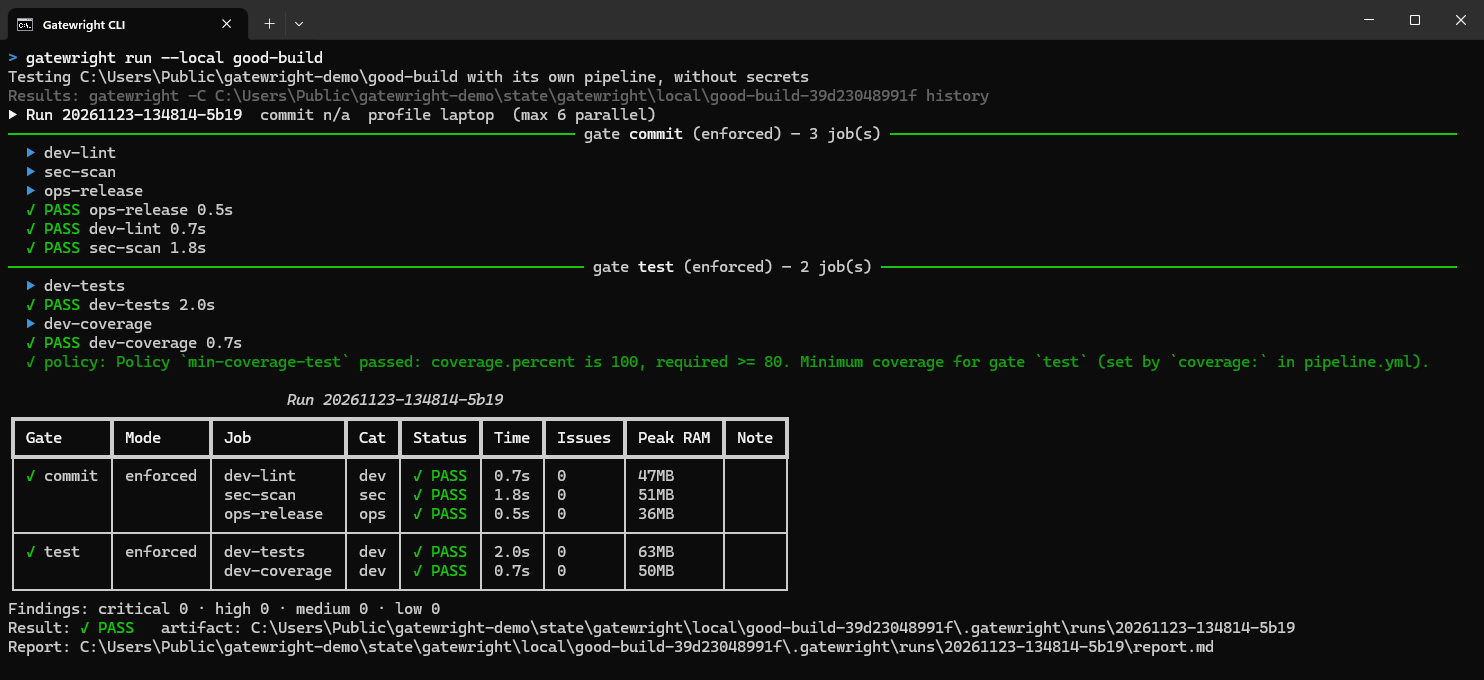 Gatewright CLI
> gatewright run --local good-build
Testing C:\Users\Public\gatewright-demo\good-build with its own pipeline, without secrets
Results: gatewright -C C:\Users\Public\gatewright-demo\state\gatewright\local\good-build-39d23048991f history
▶ Run 20261123-134814-5b19  commit n/a  profile laptop  (max 6 parallel)
gate commit (enforced) — 3 job(s)
▶ dev-lint
▶ sec-scan
▶ ops-release
√ PASS ops-release 0.5s
√ PASS dev-lint 0.7s
√ PASS sec-scan 1.8s
gate test (enforced) — 2 job(s)
▶ dev-tests
√ PASS dev-tests 2.0s
▶ dev-coverage
√ PASS dev-coverage 0.7s
√ policy: Policy `min-coverage-test` passed: coverage.percent is 100, required >= 80. Minimum coverage for gate `test` (set by `coverage:` in pipeline.yml).
Run 20261123-134814-5b19
Gate Mode Job Cat Status Time Issues Peak RAM Note
√ commit enforced dev-lint dev √ PASS 0.7s 0 47MB
sec-scan sec √ PASS 1.8s 0 51MB
ops-release ops √ PASS 0.5s 0 36MB
√ test enforced dev-tests dev √ PASS 2.0s 0 63MB
dev-coverage dev √ PASS 0.7s 0 50MB
Findings: critical 0 · high 0 · medium 0 · low 0
Result: √ PASS   artifact: C:\Users\Public\gatewright-demo\state\gatewright\local\good-build-39d23048991f\.gatewright\runs\20261123-134814-5b19
Report: C:\Users\Public\gatewright-demo\state\gatewright\local\good-build-39d23048991f\.gatewright\runs\20261123-134814-5b19\report.md